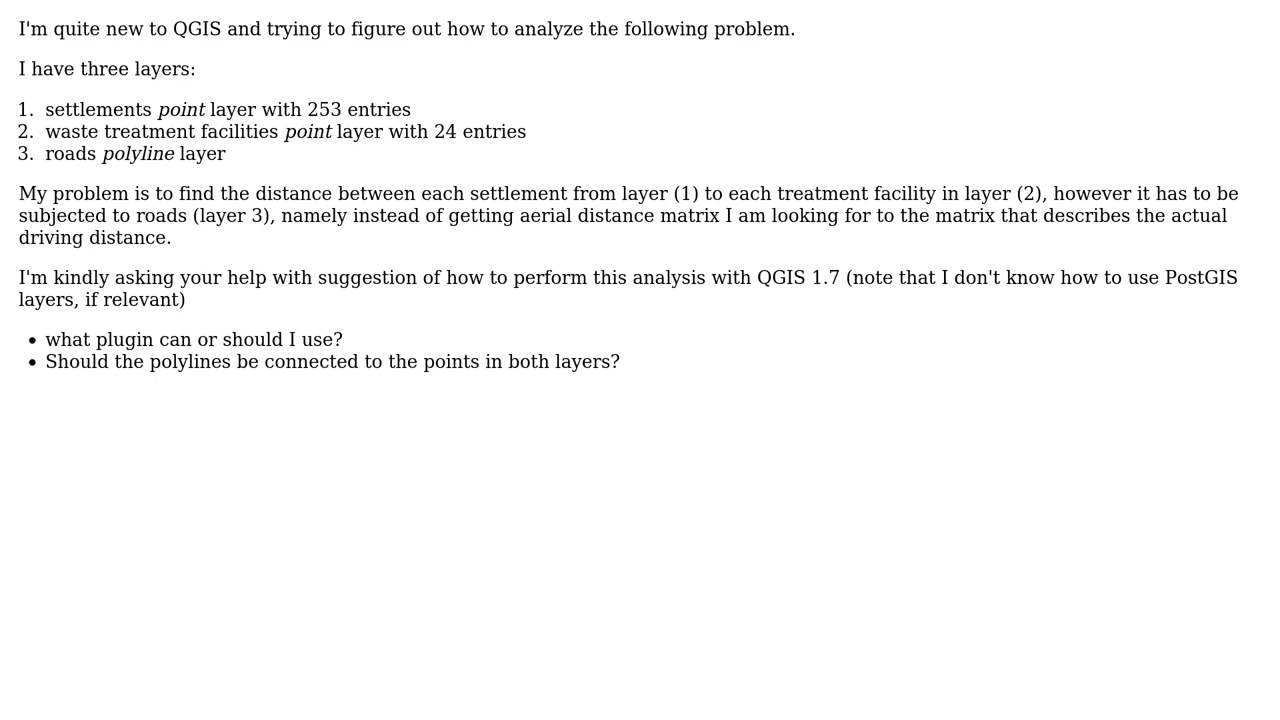 I'm quite new to QGIS and trying to figure out how to analyze the following problem.
I have three layers:
1. settlements point layer with 253 entries
2. waste treatment facilities point layer with 24 entries
3. roads polyline layer
My problem is to find the distance between each settlement from layer (1) to each treatment facility in layer (2), however it has to be
subjected to roads (layer 3), namely instead of getting aerial distance matrix I am looking for to the matrix that describes the actual
driving distance.
I'm kindly asking your help with suggestion of how to perform this analysis with QGIS 1.7 (note that I don't know how to use PostGIS
layers, if relevant)
• what plugin can or should I use?
• Should the polylines be connected to the points in both layers?